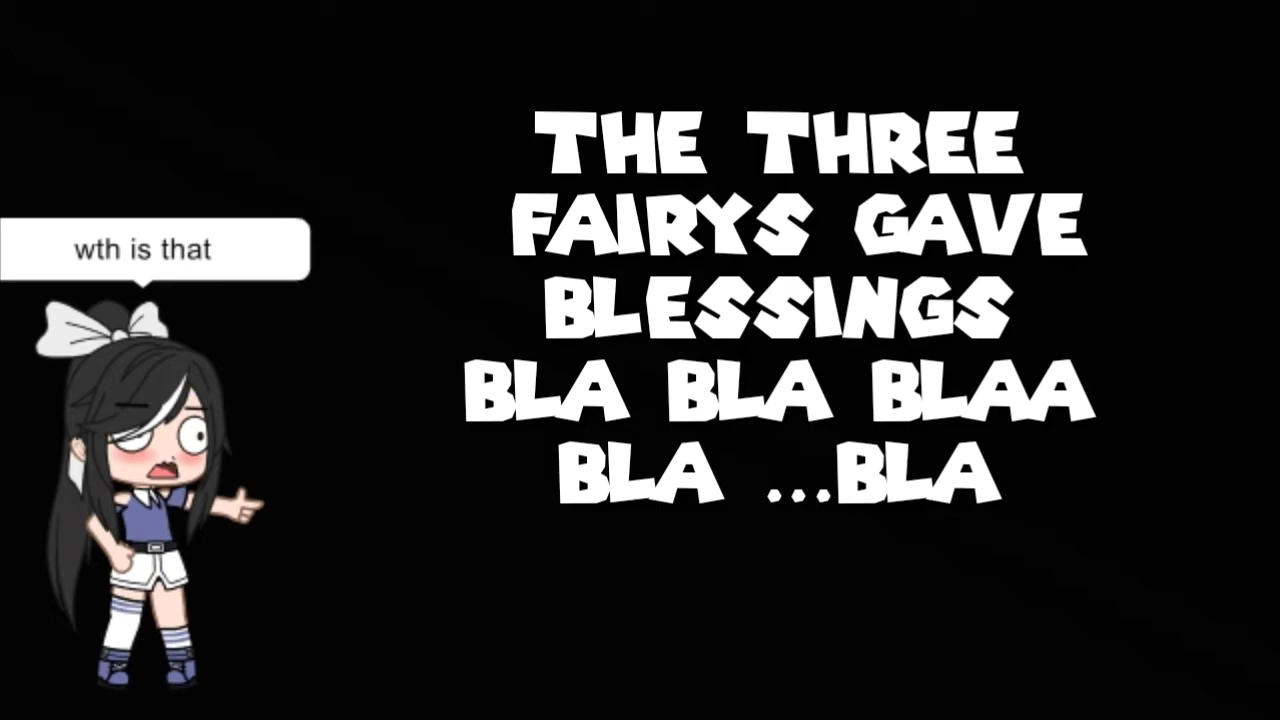 wth is that
THE THREE
FAIRYS GAVE
BLESSINGS
BLA BLA BLAA
BLA ...BLA